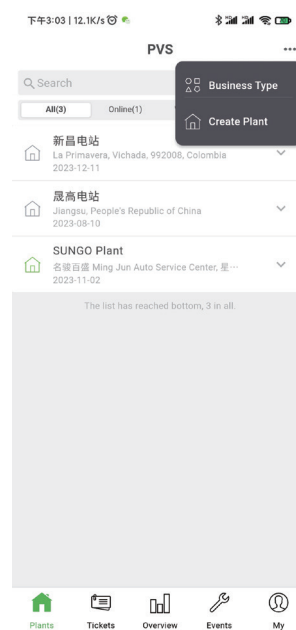 下午3:03 | 12.1K/s
PVS
Search
Business Type
All(3)
Online(1)
Create Plant
新昌电站
La Primavera, Vichada, 992006, Colombia
2023-12-11
晟高电站
Jiangsu, People's Republic of China
2023-08-10
SUNGO Plant
名骏百盛 Ming Jun Auto Service Center, 星…
2023-11-02
The list has reached bottom, 3 in all.
Plants
Tickets
Overview
Events
My